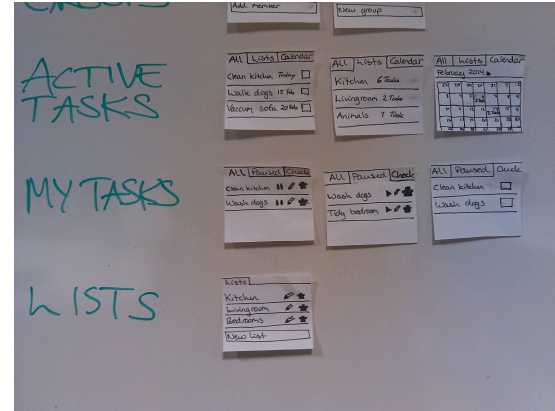 Add member
New group
ACTIVE
TASKS
All Lists Calendar
Clean kitchen Today
Walk dogs 15 Feb
Vaccum sofa 20 Feb
All Lists Calendar
Kitchen 6 Tasks
Livingroom 2 Tasks
Animals 1 Task
All Lists Calendar
February 2014
MY TASKS
All Paused Check
Clean kitchen
Wash dogs
All Paused Check
Wash dogs
Tidy bedroom
All Paused
Clean kitchen
Wash dogs
LISTS
Lists
Kitchen
Livingroom
Bedrooms
New List